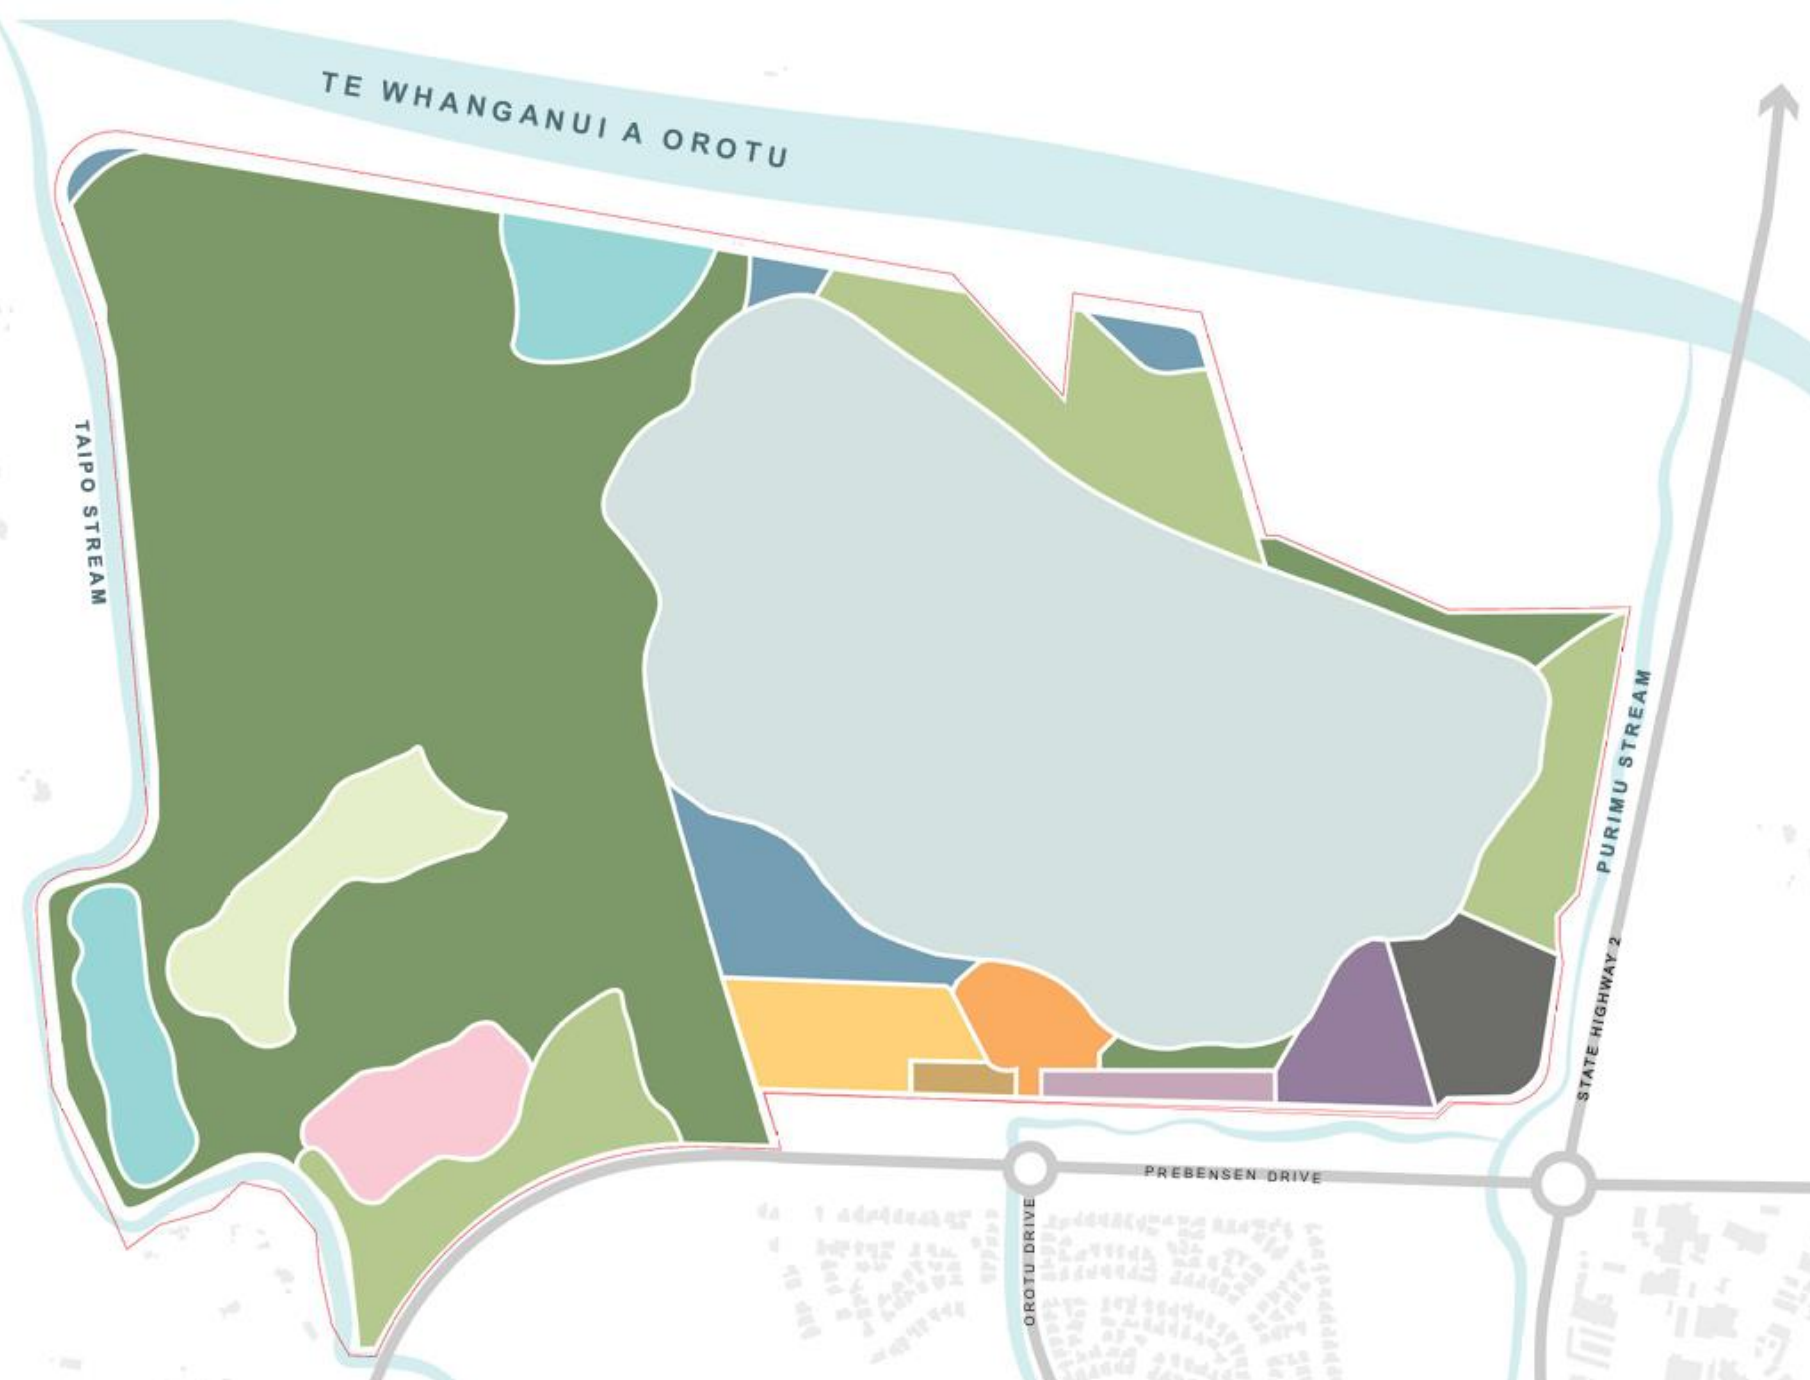 TE WHANGANUI A OROTU
TAIPO STREAM
PURIMU STREAM
STATE HIGHWAY 2
PREBENSEN DRIVE
OROTU DRIVE